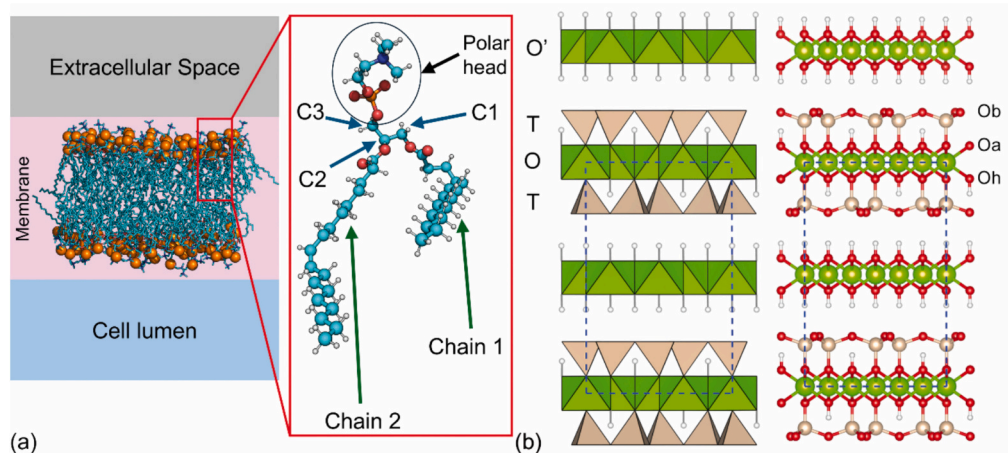 Extracellular Space
Membrane
Cell lumen
(a)
Polar
head
C3
C1
C2
Chain 1
Chain 2
O'
T
O
T
Ob
Oa
Oh
(b)